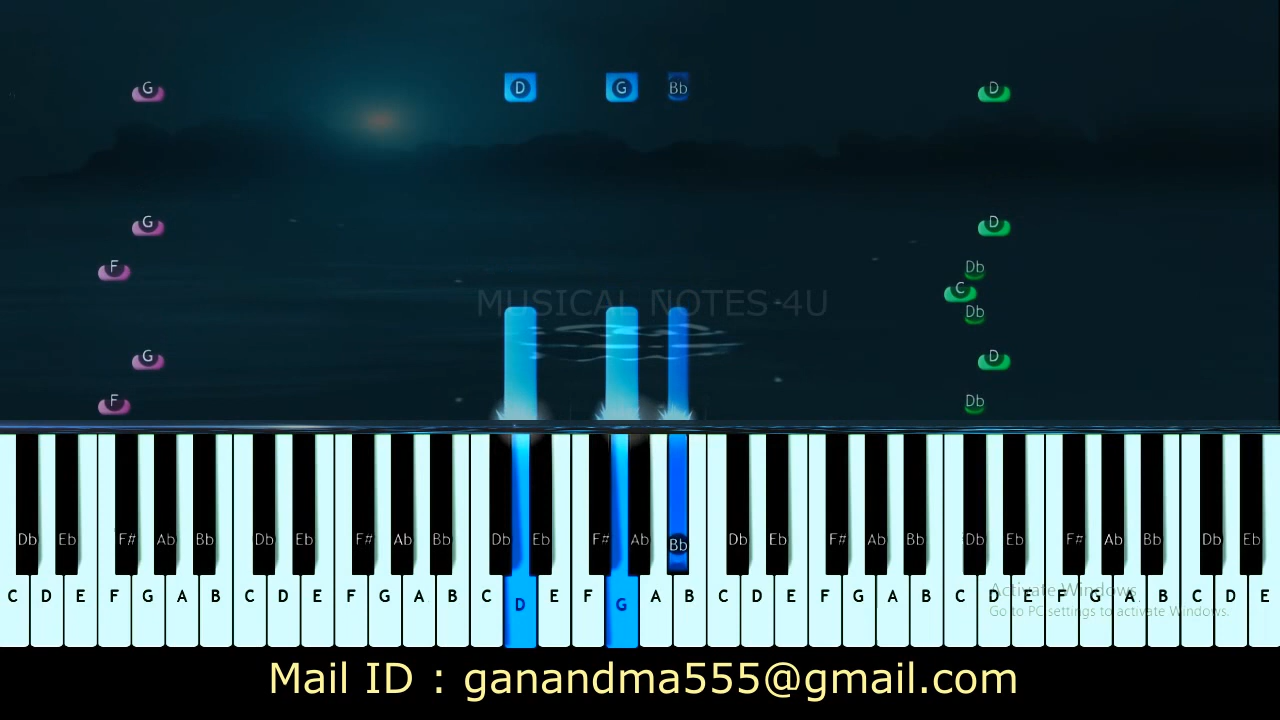 G D G Bb D
G D
F Db
C
MUSICAL NOTES 4U
Db
G D
F Db
Db Eb F# Ab Bb Db Eb F# Ab Bb Db Eb F# Ab Bb Db Eb F# Ab Bb Db Eb F# Ab Bb Db Eb
Activate Windows
C D E F G A B C D E F G A B C D E F G A B C D E F G A B C D E F G A B C D E
Go to PC settings to activate Windows.
Mail ID : ganandma555@gmail.com